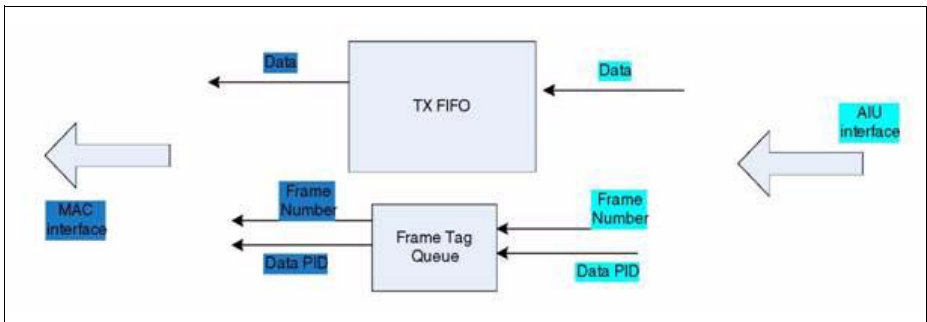 Data
Data
TX FIFO
AIU
interface
MAC
interface
Frame
Number
Frame
Number
Frame Tag
Queue
Data PID
Data PID